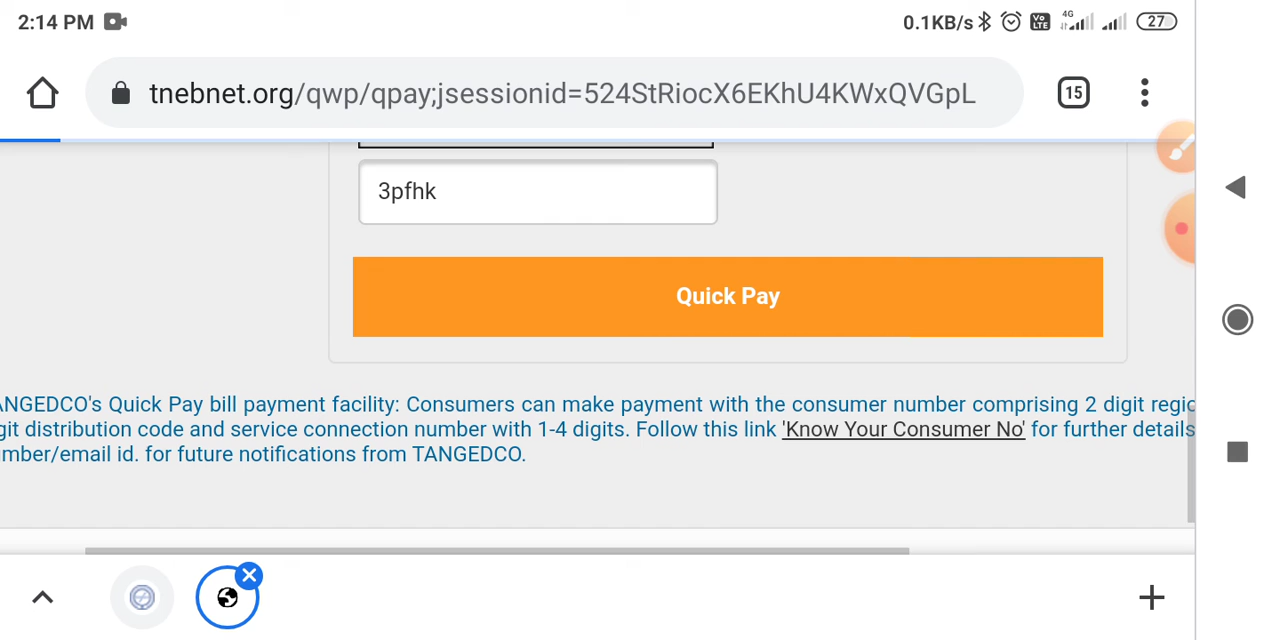 2:14 PM 0.1KB/s Vo LTE 4G 27
tnebnet.org/qwp/qpay;jsessionid=524StRiocX6EKhU4KWxQVGpL 15
3pfhk
Quick Pay
ANGEDCO's Quick Pay bill payment facility: Consumers can make payment with the consumer number comprising 2 digit regio
git distribution code and service connection number with 1-4 digits. Follow this link 'Know Your Consumer No' for further details
mber/email id. for future notifications from TANGEDCO.